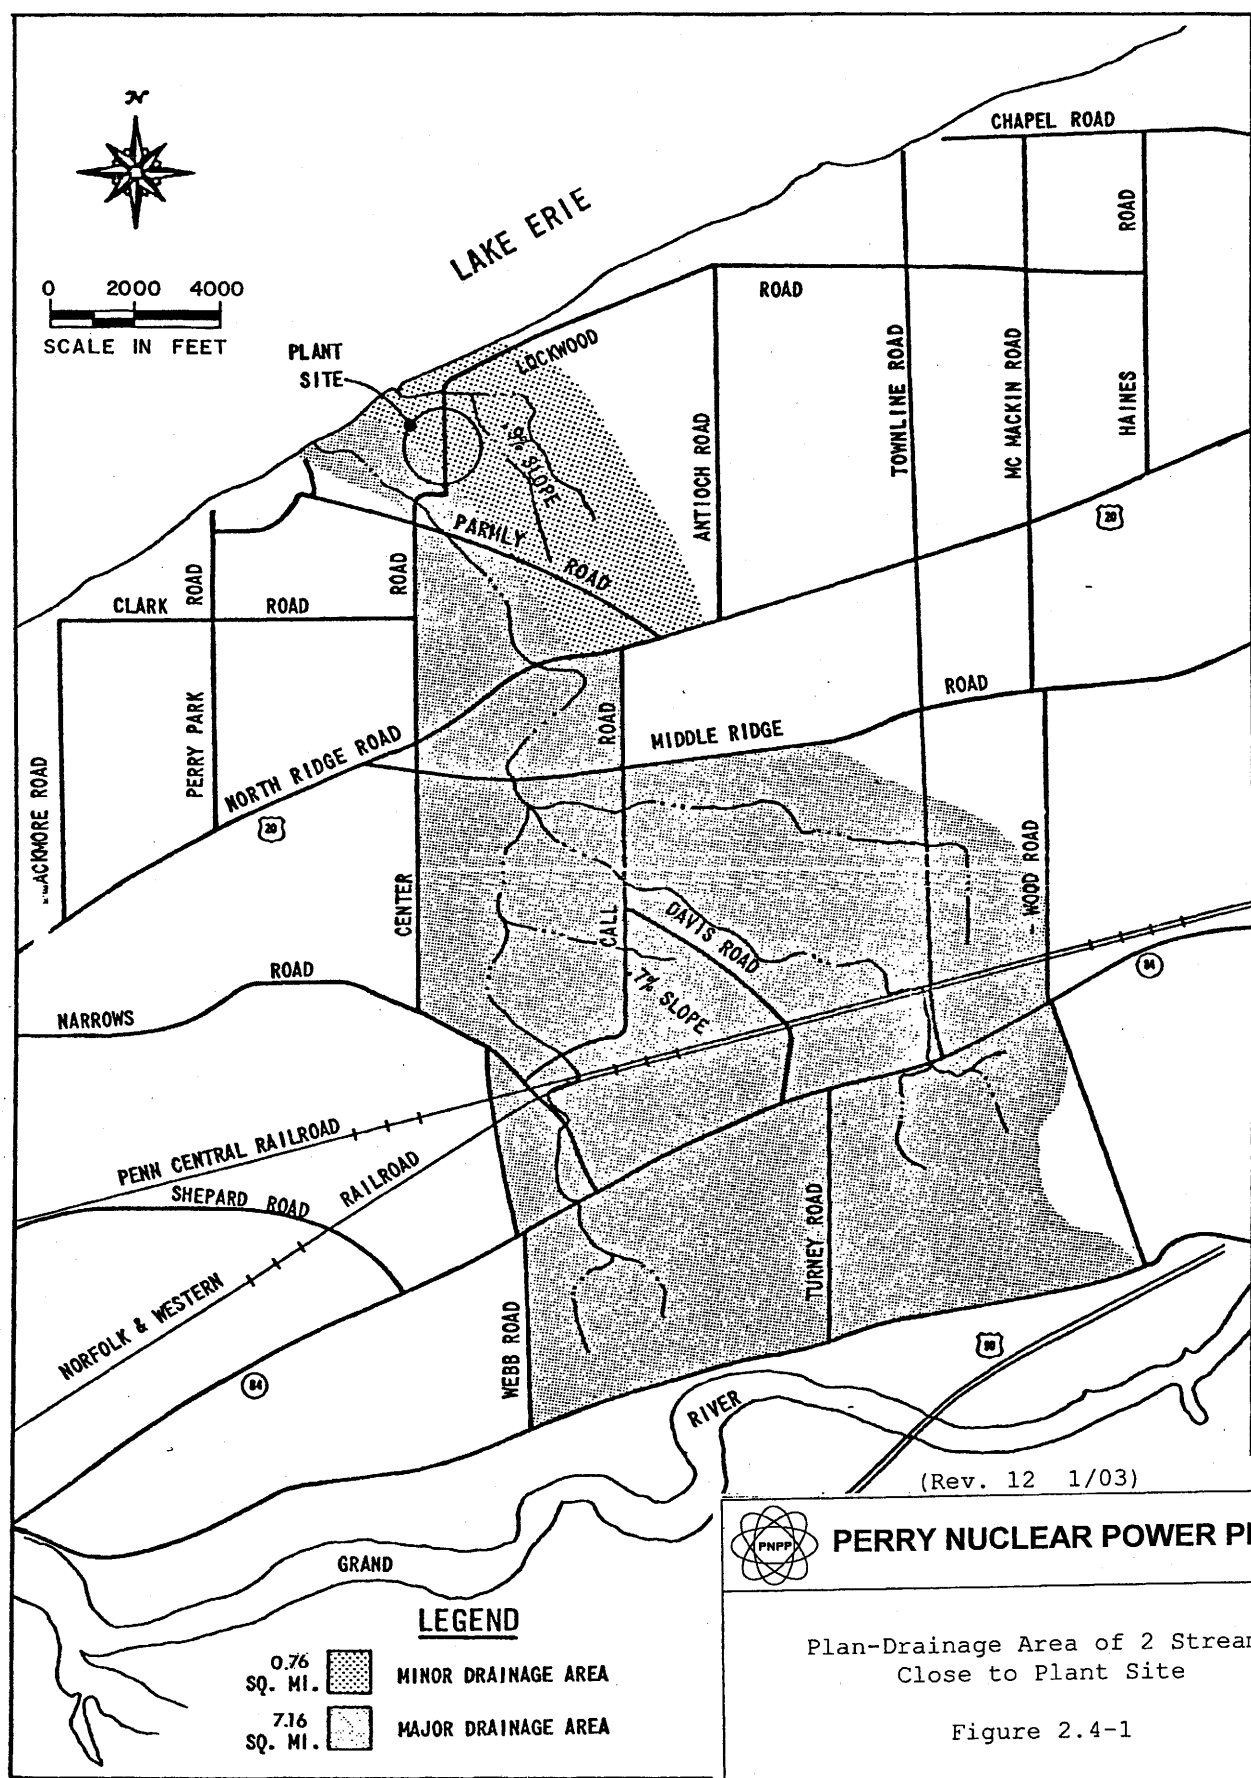 N
CHAPEL ROAD
LAKE ERIE
ROAD
0 2000 4000
SCALE IN FEET
ROAD
PLANT
SITE
LOCKWOOD
TOWNLINE ROAD
MC MACKIN ROAD
HAINES
.9% SLOPE
ANTIOCH ROAD
20
PARMLY
ROAD
ROAD
ROAD
CLARK
ROAD
ROAD
PERRY PARK
ROAD
MIDDLE RIDGE
NORTH RIDGE ROAD
20
ACKMORE ROAD
WOOD ROAD
CENTER
CALL
DAVIS ROAD
ROAD
.7% SLOPE
84
NARROWS
PENN CENTRAL RAILROAD
SHEPARD ROAD
RAILROAD
TURNEY ROAD
NORFOLK & WESTERN
84
WEBB ROAD
90
RIVER
(Rev. 12 1/03)
PNPP
PERRY NUCLEAR POWER
GRAND
LEGEND
0.76
SQ. MI.
MINOR DRAINAGE AREA
7.16
SQ. MI.
MAJOR DRAINAGE AREA
Plan-Drainage Area of 2 Strea
Close to Plant Site
Figure 2.4-1